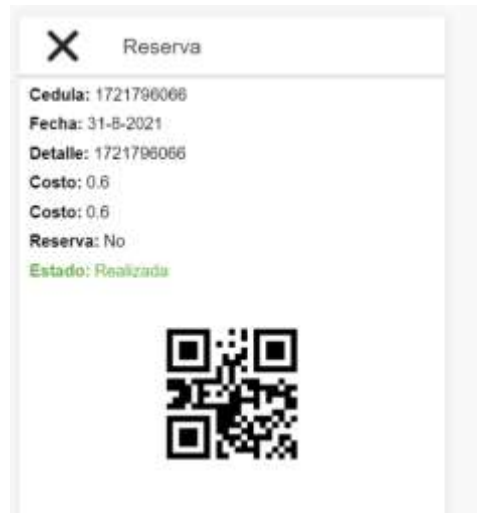 Reserva
Cedula: 1721796066
Fecha: 31-8-2021
Detalle: 1721796066
Costo: 0.6
Costo: 0.6
Reserva: No
Estado: Realizada